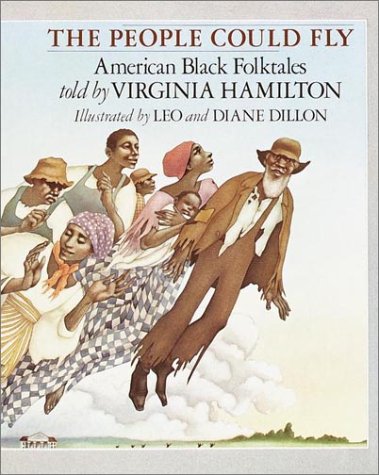 THE PEOPLE COULD FLY
American Black Folktales
told by VIRGINIA HAMILTON
Illustrated by LEO and DIANE DILLON